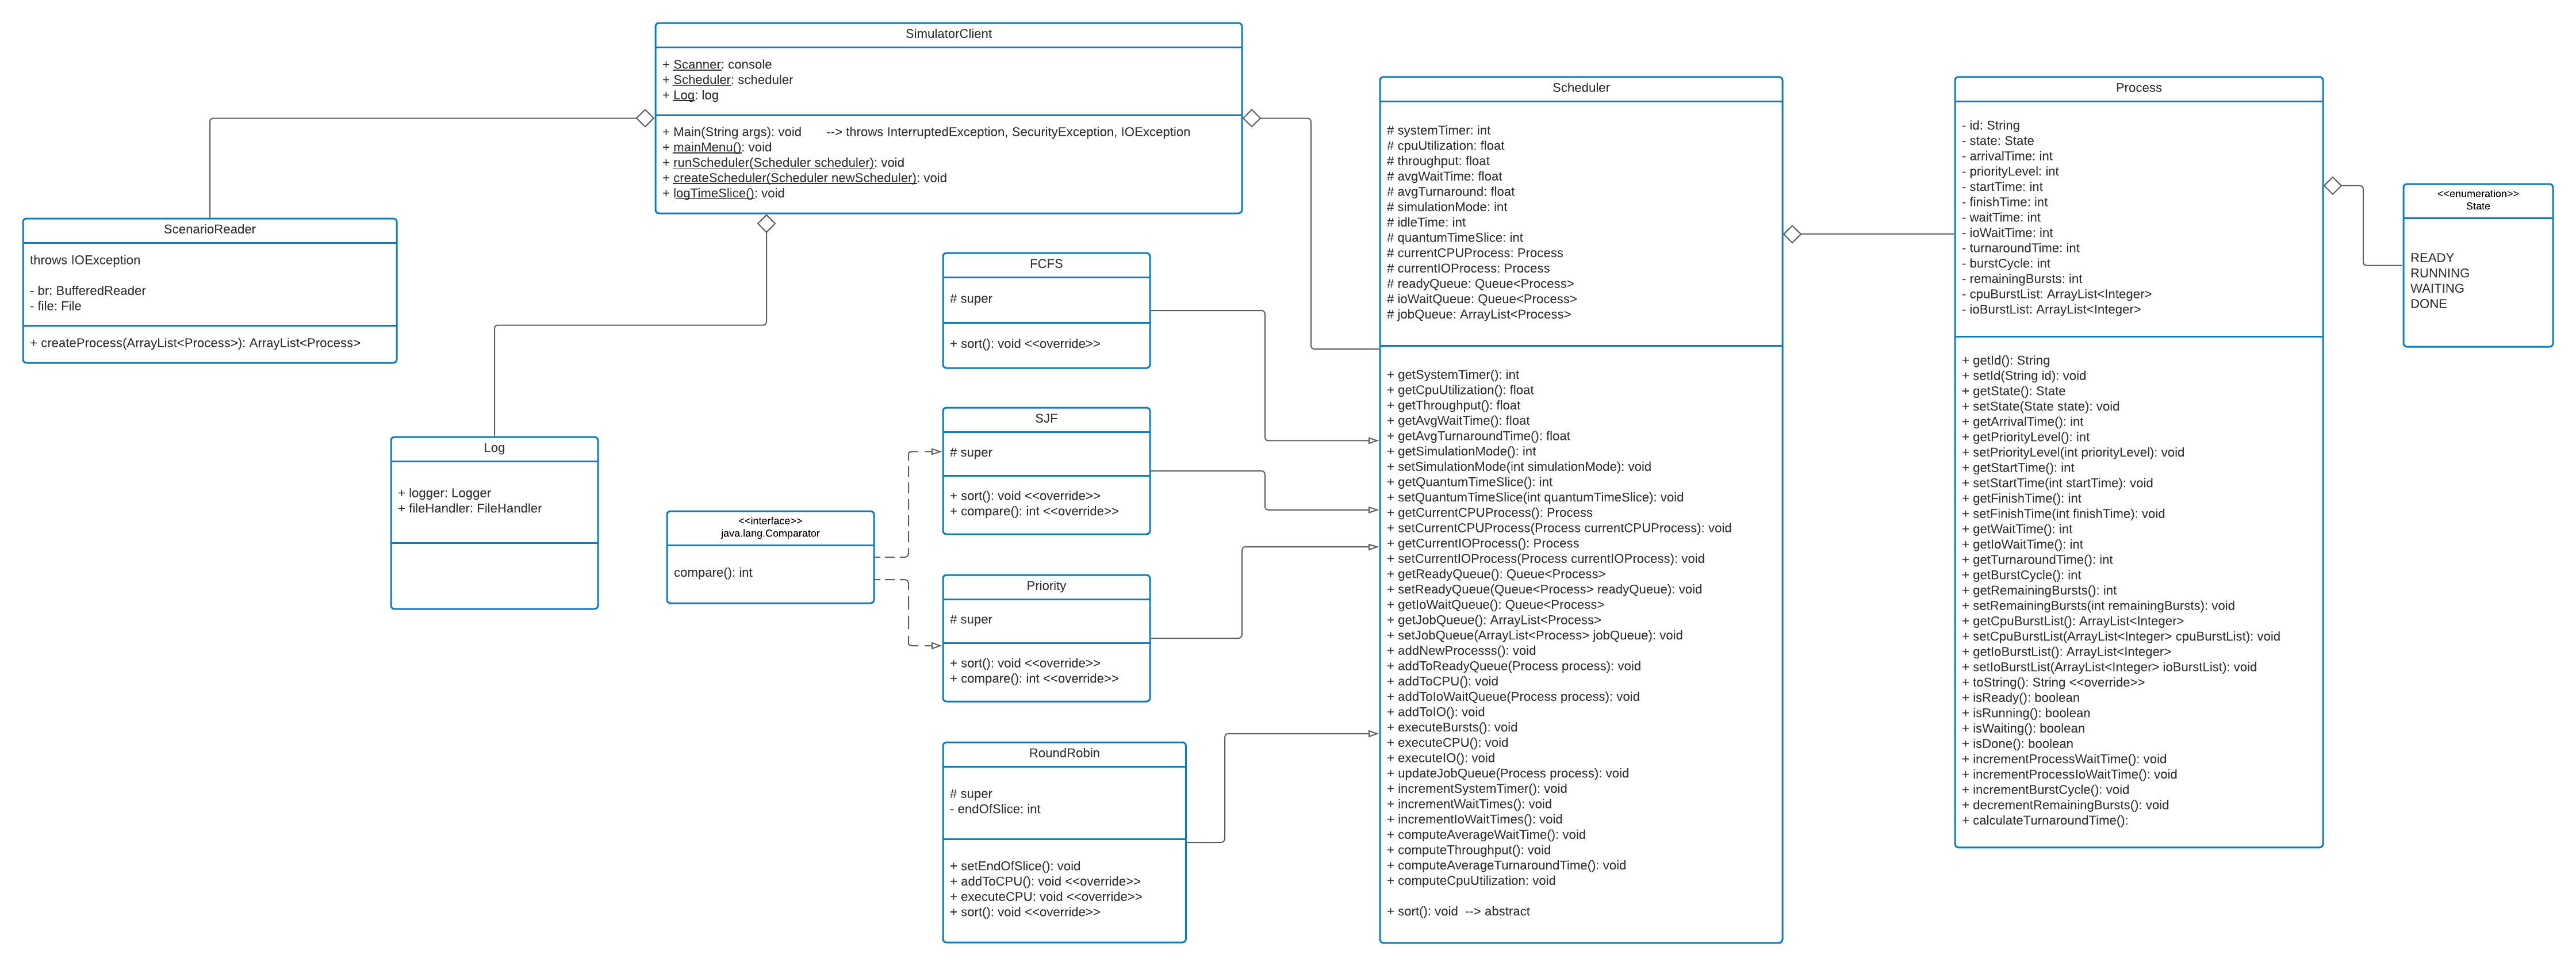 SimulatorClient
+ Scanner: console
+ Scheduler: scheduler
+ Log: log
+ Main(String args): void --> throws InterruptedException, SecurityException, IOException
+ mainMenu(): void
+ runScheduler(Scheduler scheduler): void
+ createScheduler(Scheduler newScheduler): void
+ logTimeSlice(): void
ScenarioReader
throws IOException
- br: BufferedReader
- file: File
+ createProcess(ArrayList<Process>): ArrayList<Process>
Log
+ logger: Logger
+ fileHandler: FileHandler
<<interface>>
java.lang.Comparator
compare(): int
FCFS
# super
+ sort(): void <<override>>
SJF
# super
+ sort(): void <<override>>
+ compare(): int <<override>>
Priority
# super
+ sort(): void <<override>>
+ compare(): int <<override>>
RoundRobin
# super
- endOfSlice: int
+ setEndOfSlice(): void
+ addToCPU(): void <<override>>
+ executeCPU: void <<override>>
+ sort(): void <<override>>
Scheduler
# systemTimer: int
# cpuUtilization: float
# throughput: float
# avgWaitTime: float
# avgTurnaround: float
# simulationMode: int
# idleTime: int
# quantumTimeSlice: int
# currentCPUProcess: Process
# currentIOProcess: Process
# readyQueue: Queue<Process>
# ioWaitQueue: Queue<Process>
# jobQueue: ArrayList<Process>
+ getSystemTimer(): int
+ getCpuUtilization(): float
+ getThroughput(): float
+ getAvgWaitTime(): float
+ getAvgTurnaroundTime(): float
+ getSimulationMode(): int
+ setSimulationMode(int simulationMode): void
+ getQuantumTimeSlice(): int
+ setQuantumTimeSlice(int quantumTimeSlice): void
+ getCurrentCPUProcess(): Process
+ setCurrentCPUProcess(Process currentCPUProcess): void
+ getCurrentIOProcess(): Process
+ setCurrentIOProcess(Process currentIOProcess): void
+ getReadyQueue(): Queue<Process>
+ setReadyQueue(Queue<Process> readyQueue): void
+ getIoWaitQueue(): Queue<Process>
+ getJobQueue(): ArrayList<Process>
+ setJobQueue(ArrayList<Process> jobQueue): void
+ addNewProcesss(): void
+ addToReadyQueue(Process process): void
+ addToCPU(): void
+ addToIoWaitQueue(Process process): void
+ addToIO(): void
+ executeBursts(): void
+ executeCPU(): void
+ executeIO(): void
+ updateJobQueue(Process process): void
+ incrementSystemTimer(): void
+ incrementWaitTimes(): void
+ incrementIoWaitTimes(): void
+ computeAverageWaitTime(): void
+ computeThroughput(): void
+ computeAverageTurnaroundTime(): void
+ computeCpuUtilization: void
+ sort(): void --> abstract
Process
- id: String
- state: State
- arrivalTime: int
- priorityLevel: int
- startTime: int
- finishTime: int
- waitTime: int
- ioWaitTime: int
- turnaroundTime: int
- burstCycle: int
- remainingBursts: int
- cpuBurstList: ArrayList<Integer>
- ioBurstList: ArrayList<Integer>
+ getId(): String
+ setId(String id): void
+ getState(): State
+ setState(State state): void
+ getArrivalTime(): int
+ getPriorityLevel(): int
+ setPriorityLevel(int priorityLevel): void
+ getStartTime(): int
+ setStartTime(int startTime): void
+ getFinishTime(): int
+ setFinishTime(int finishTime): void
+ getWaitTime(): int
+ getIoWaitTime(): int
+ getTurnaroundTime(): int
+ getBurstCycle(): int
+ getRemainingBursts(): int
+ setRemainingBursts(int remainingBursts): void
+ getCpuBurstList(): ArrayList<Integer>
+ setCpuBurstList(ArrayList<Integer> cpuBurstList): void
+ getIoBurstList(): ArrayList<Integer>
+ setIoBurstList(ArrayList<Integer> ioBurstList): void
+ toString(): String <<override>>
+ isReady(): boolean
+ isRunning(): boolean
+ isWaiting(): boolean
+ isDone(): boolean
+ incrementProcessWaitTime(): void
+ incrementProcessIoWaitTime(): void
+ incrementBurstCycle(): void
+ decrementRemainingBursts(): void
+ calculateTurnaroundTime():
<<enumeration>>
State
READY
RUNNING
WAITING
DONE